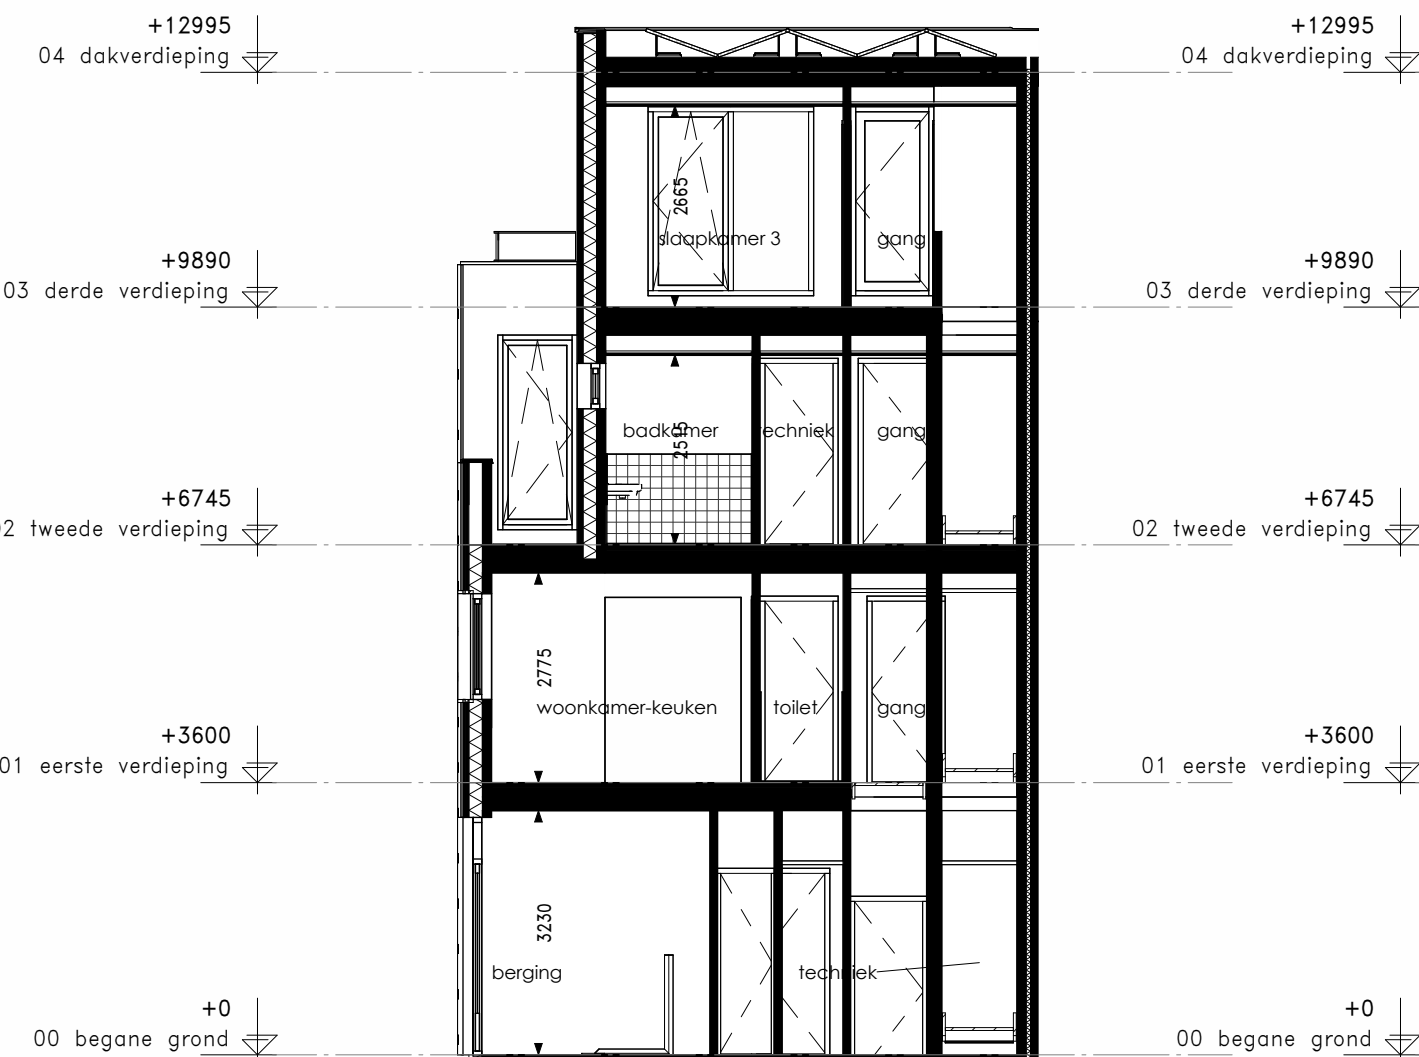 +12995
04 dakverdieping
+12995
04 dakverdieping
2665
slaapkamer 3
gang
+9890
03 derde verdieping
+9890
03 derde verdieping
badkamer
2515
techniek
gang
+6745
02 tweede verdieping
+6745
02 tweede verdieping
2775
woonkamer-keuken
toilet
gang
+3600
01 eerste verdieping
+3600
01 eerste verdieping
3230
berging
techniek
+0
00 begane grond
+0
00 begane grond